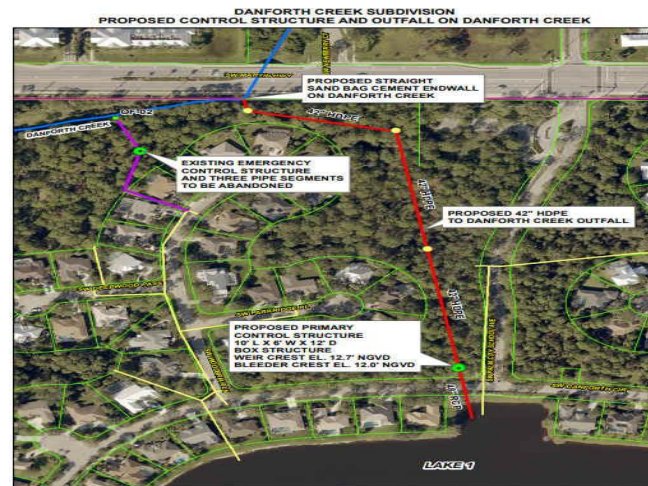 DANFORTH CREEK SUBDIVISION
PROPOSED CONTROL STRUCTURE AND OUTFALL ON DANFORTH CREEK
PROPOSED STRAIGHT
SAND BAG CEMENT ENDWALL
ON DANFORTH CREEK
OF-02
DANFORTH CREEK
42" HDPE
EXISTING EMERGENCY
CONTROL STRUCTURE
AND THREE PIPE SEGMENTS
TO BE ABANDONED
PROPOSED 42" HDPE
TO DANFORTH CREEK OUTFALL
PROPOSED PRIMARY
CONTROL STRUCTURE
10' L X 6' W X 12' D
BOX STRUCTURE
WEIR CREST EL. 12.7' NGVD
BLEEDER CREST EL. 12.0' NGVD
LAKE 1